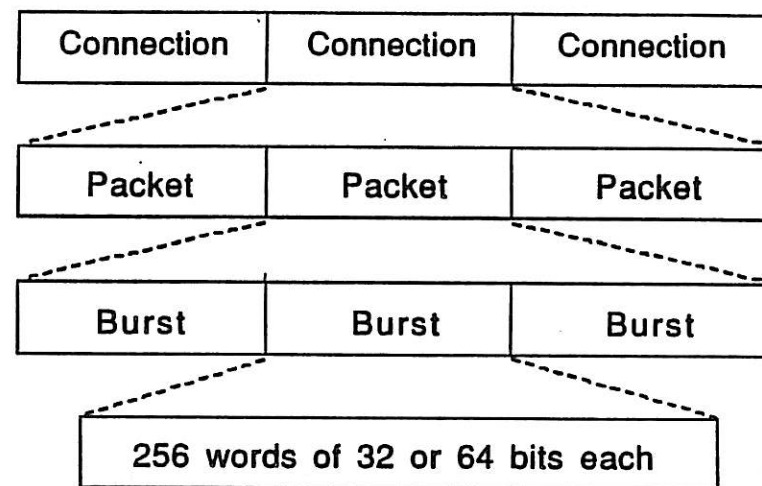 Connection Connection Connection
Packet Packet Packet
Burst Burst Burst
256 words of 32 or 64 bits each